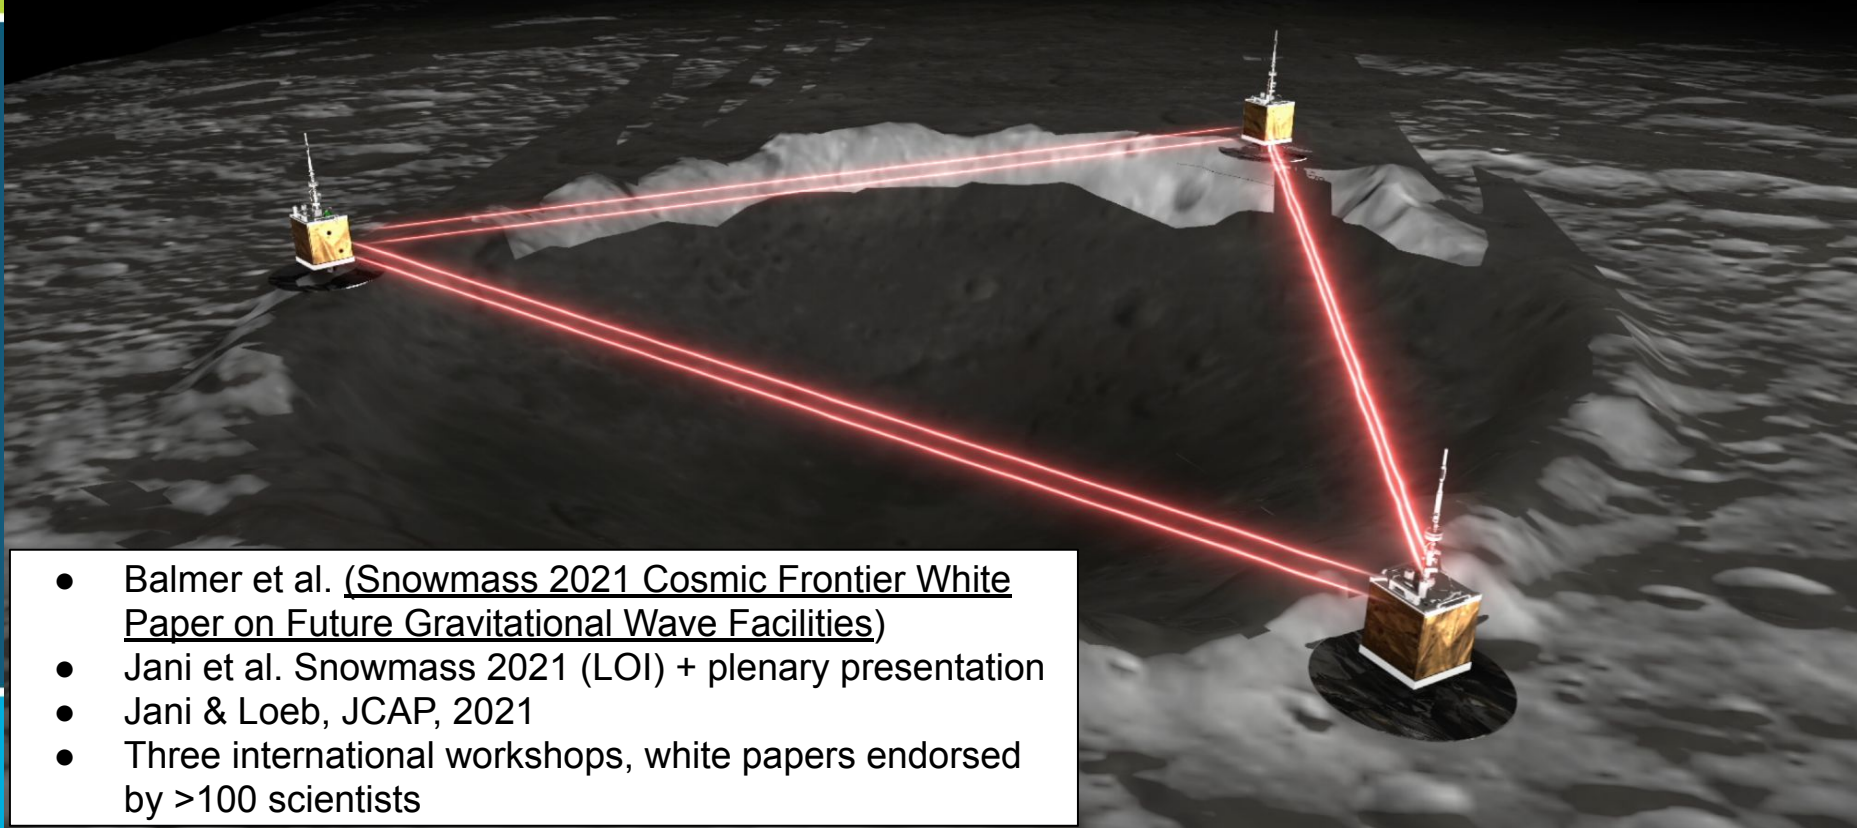 ● Balmer et al. (Snowmass 2021 Cosmic Frontier White
Paper on Future Gravitational Wave Facilities)
● Jani et al. Snowmass 2021 (LOI) + plenary presentation
● Jani & Loeb, JCAP, 2021
● Three international workshops, white papers endorsed
by >100 scientists